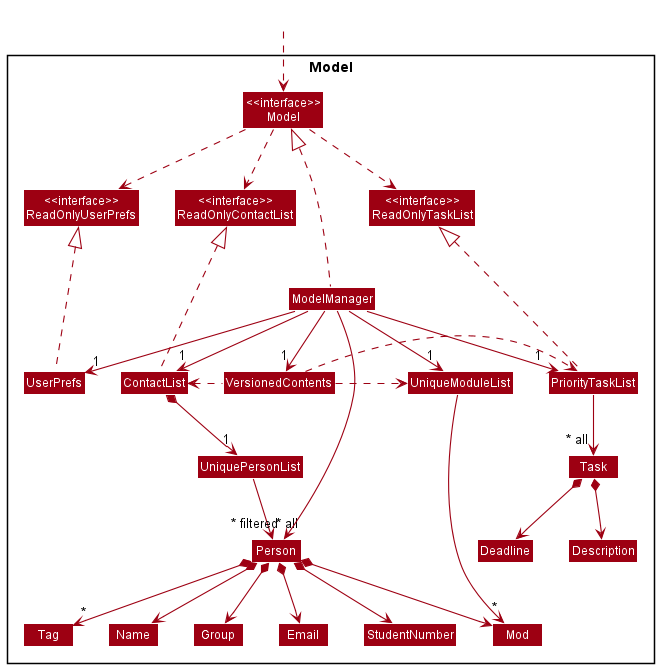 Model
<<interface>>
Model
<<interface>>
ReadOnlyUserPrefs
<<interface>>
ReadOnlyContactList
<<interface>>
ReadOnlyTaskList
ModelManager
1
1
1
1
1
UserPrefs
ContactList
VersionedContents
UniqueModuleList
PriorityTaskList
1
* all
UniquePersonList
Task
* filtered
* all
Person
Deadline
Description
*
*
Tag
Name
Group
Email
StudentNumber
Mod